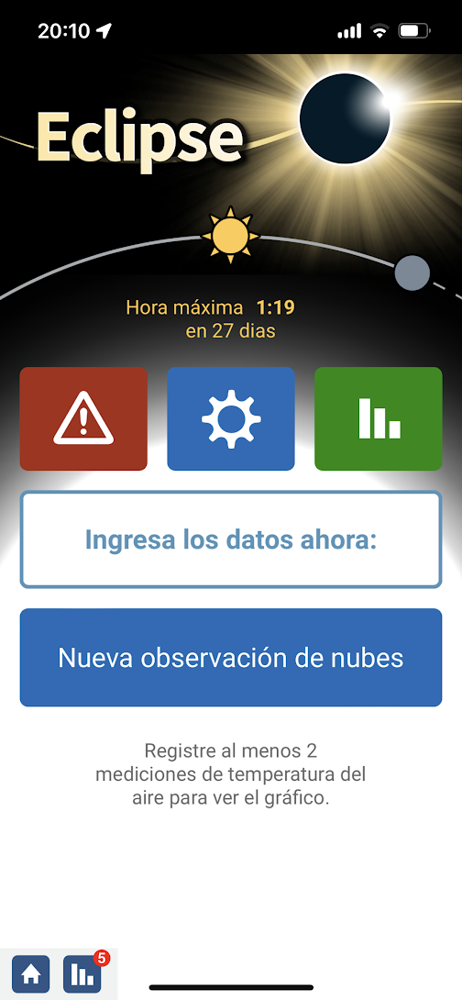 20:10
Eclipse
Hora máxima 1:19
en 27 dias
Ingresa los datos ahora:
Nueva observación de nubes
Registre al menos 2
mediciones de temperatura del
aire para ver el gráfico.
5